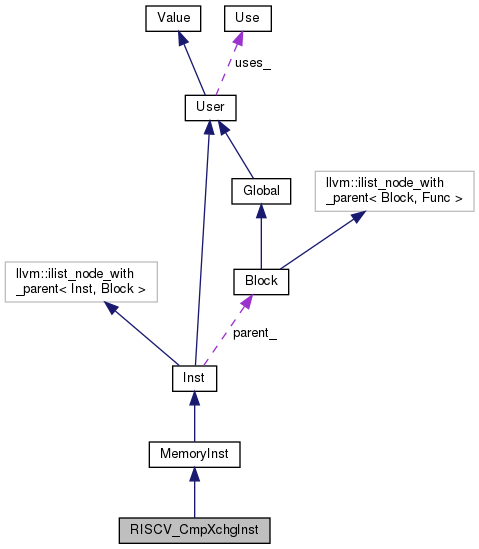 Value
Use
uses_
User
Global
llvm::ilist_node_with
_parent< Block, Func >
llvm::ilist_node_with
_parent< Inst, Block >
Block
parent_
Inst
MemoryInst
RISCV_CmpXchgInst